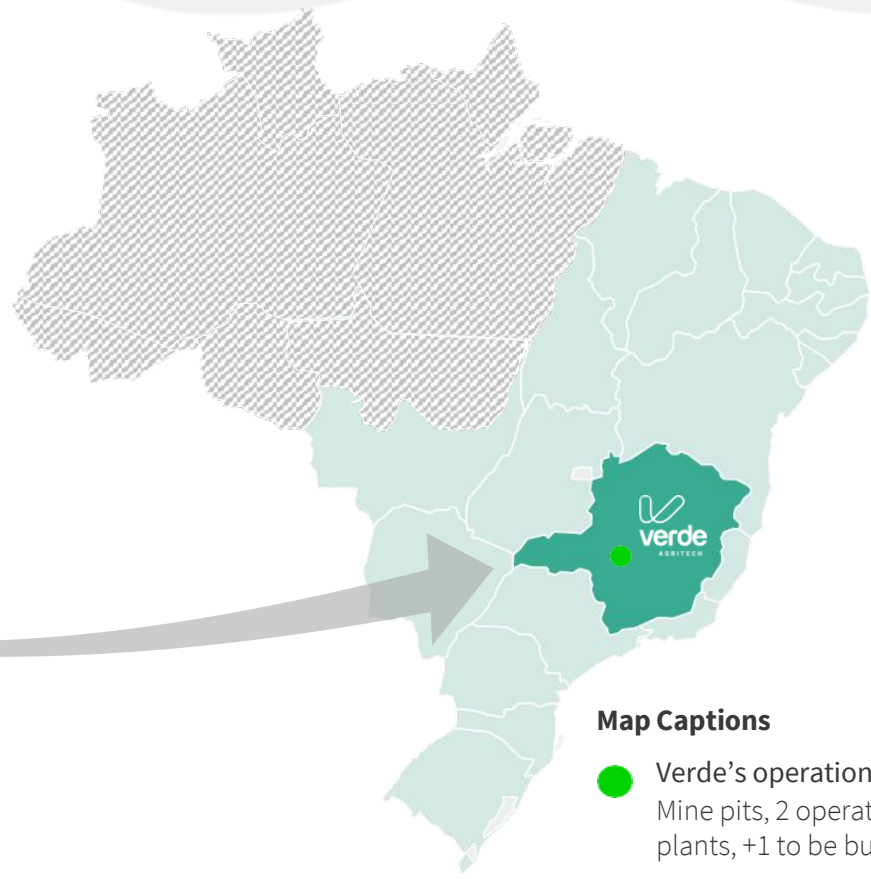 verde
AGRITECH
Map Captions
Verde’s operation
Mine pits, 2 operat
plants, +1 to be bu